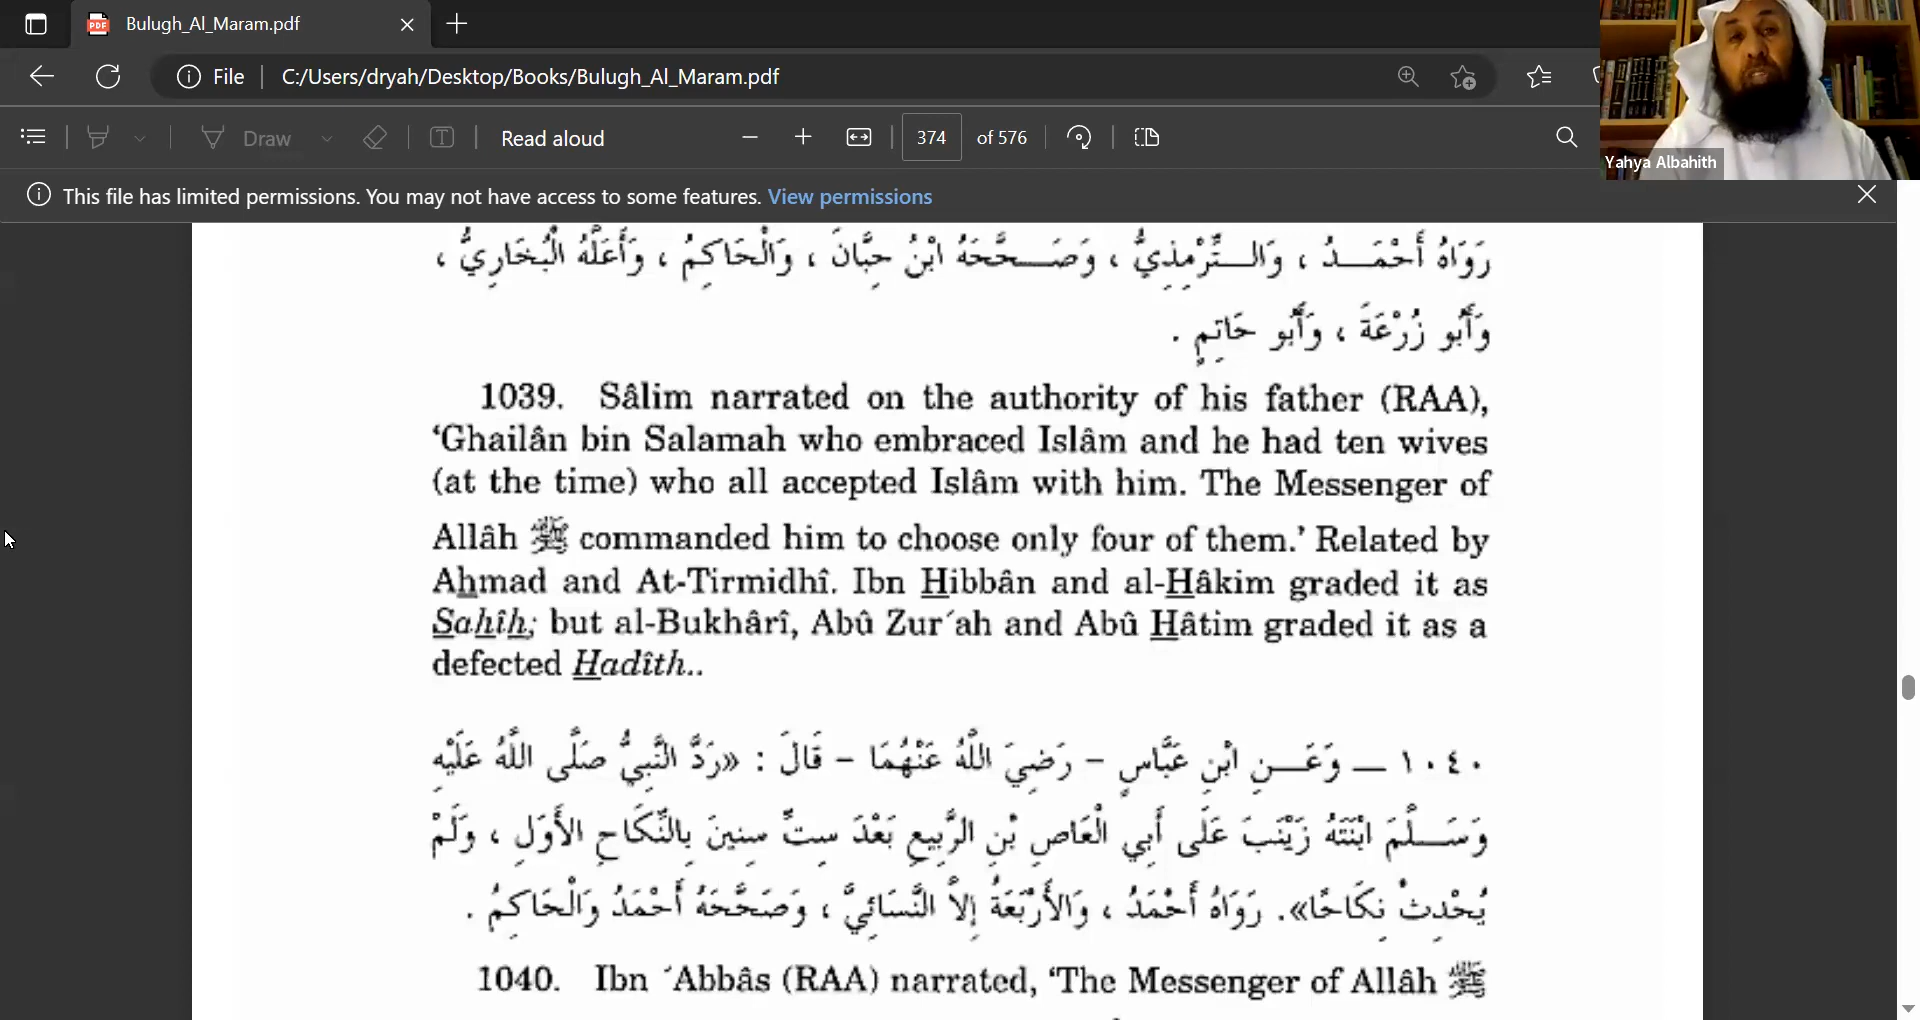 Bulugh_Al_Maram.pdf
File C:/Users/dryah/Desktop/Books/Bulugh_Al_Maram.pdf
Draw Read aloud 374 of 576
Yahya Albahith
This file has limited permissions. You may not have access to some features. View permissions
رَوَاهُ أَحْمَـــدُ ، وَالــتِّرْمِذِيُّ ، وَصَــحَّحَهُ ابْنُ حِبَّانَ ، وَالْحَاكِمُ ، وَأَعَلَّهُ الْبُخَارِيُّ ،
وَأَبُو زُرْعَةَ ، وَأَبُو حَاتِمٍ .
1039. Sâlim narrated on the authority of his father (RAA),
‘Ghailân bin Salamah who embraced Islâm and he had ten wives
(at the time) who all accepted Islâm with him. The Messenger of
Allâh ﷺ commanded him to choose only four of them.’ Related by
Ahmad and At-Tirmidhî. Ibn Hibbân and al-Hâkim graded it as
Sahîh; but al-Bukhârî, Abû Zur´ah and Abû Hâtim graded it as a
defected Hadîth..
١٠٤٠ ــ وَعَــنِ ابْنِ عَبَّاسٍ – رَضِيَ اللَّهُ عَنْهُمَا – قَالَ : «رَدَّ النَّبِيُّ صَلَّى اللَّهُ عَلَيْهِ
وَسَــلَّمَ ابْنَتَهُ زَيْنَبَ عَلَى أَبِي الْعَاصِ بْنِ الرَّبِيعِ بَعْدَ سِتِّ سِنِينَ بِالنِّكَاحِ الأَوَلِ ، وَلَمْ
يُحْدِثْ نِكَاحًا». رَوَاهُ أَحْمَدُ ، وَالأَرْبَعَةُ إِلاَّ النَّسَائِيَّ ، وَصَحَّحَهُ أَحْمَدُ وَالْحَاكِمُ .
1040. Ibn ´Abbâs (RAA) narrated, ‘The Messenger of Allâh ﷺ